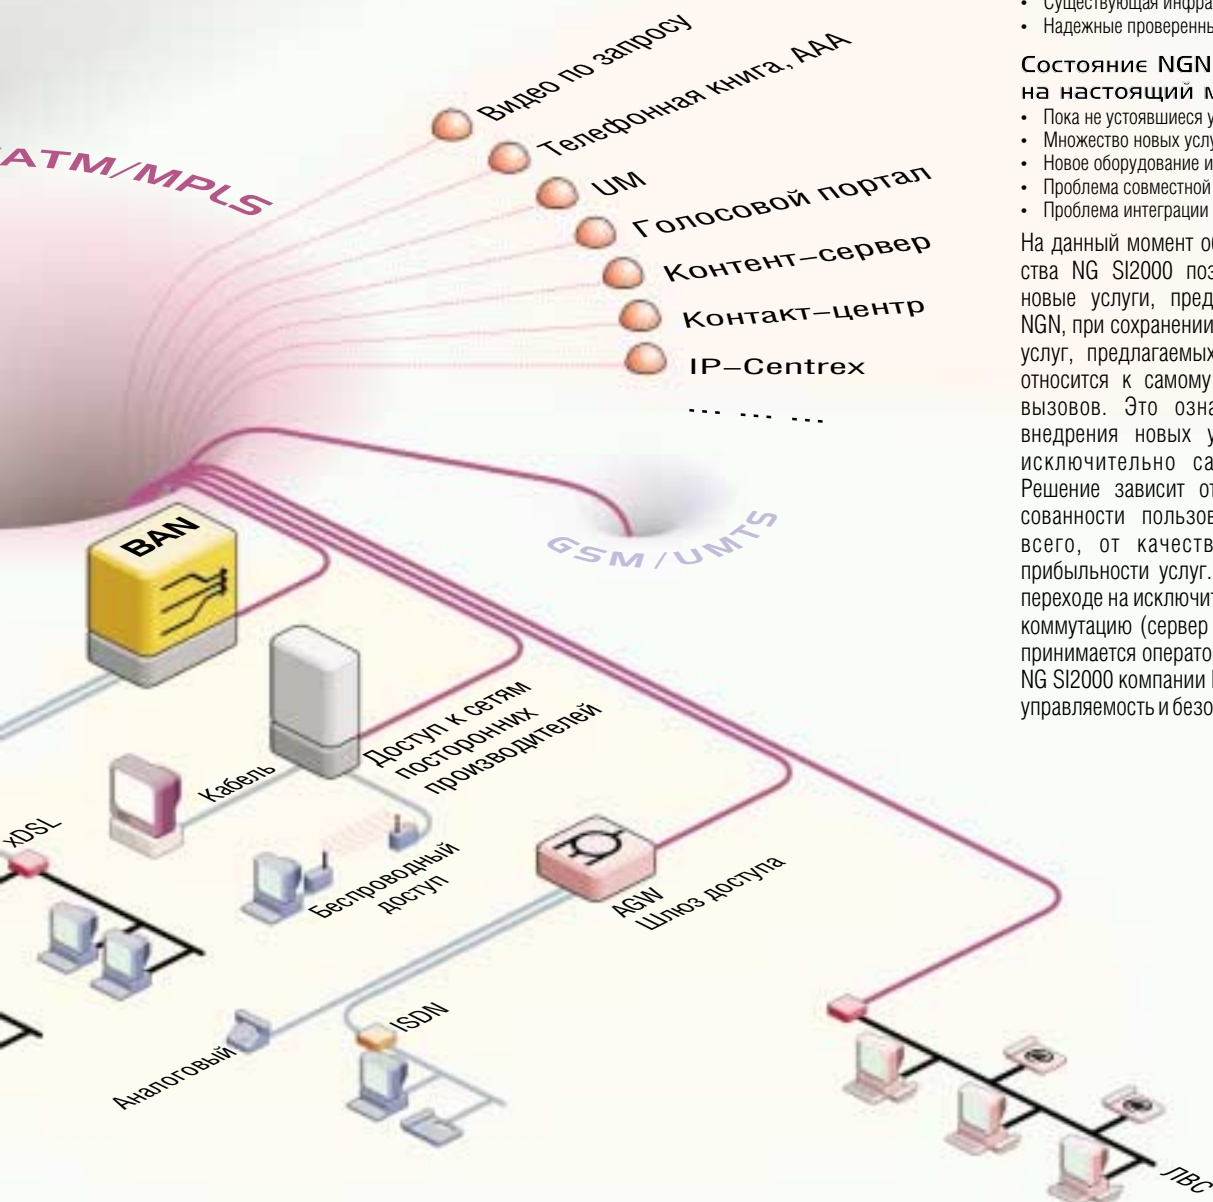 ATM/MPLS
Видео по запросу
Телефонная книга, AAA
UM
Голосовой портал
Контент–сервер
Контакт–центр
IP–Centrex
... ... ...
GSM/UMTS
BAN
Доступ к сетям
посторонних
производителей
Кабель
xDSL
Беспроводный
доступ
AGW
Шлюз доступа
ISDN
Аналоговый
ЛВС
• Существующая инфра
• Надежные проверенны
Состояние NGN
на настоящий м
• Пока не устоявшиеся у
• Множество новых услу
• Новое оборудование и
• Проблема совместной
• Проблема интеграции
На данный момент об
ства NG SI2000 поз
новые услуги, пред
NGN, при сохранении
услуг, предлагаемых
относится к самому
вызовов. Это озна
внедрения новых у
исключительно са
Решение зависит от
сованности пользов
всего, от качеств
прибыльности услуг.
переходе на исключит
коммутацию (сервер
принимается операто
NG SI2000 компании
управляемость и безо